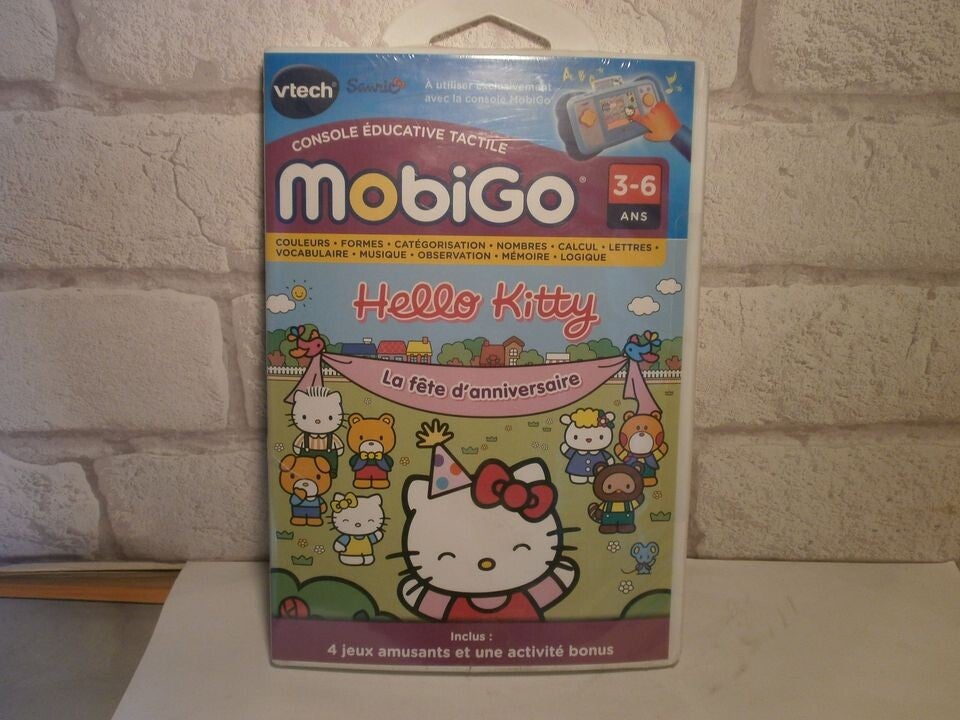 vtech
Sanrio
À utiliser exclusivement
avec la console MobiGo
CONSOLE ÉDUCATIVE TACTILE
MobiGo®
3-6
ANS
COULEURS • FORMES • CATÉGORISATION • NOMBRES • CALCUL • LETTRES •
VOCABULAIRE • MUSIQUE • OBSERVATION • MÉMOIRE • LOGIQUE
Hello Kitty
La fête d'anniversaire
Inclus :
4 jeux amusants et une activité bonus